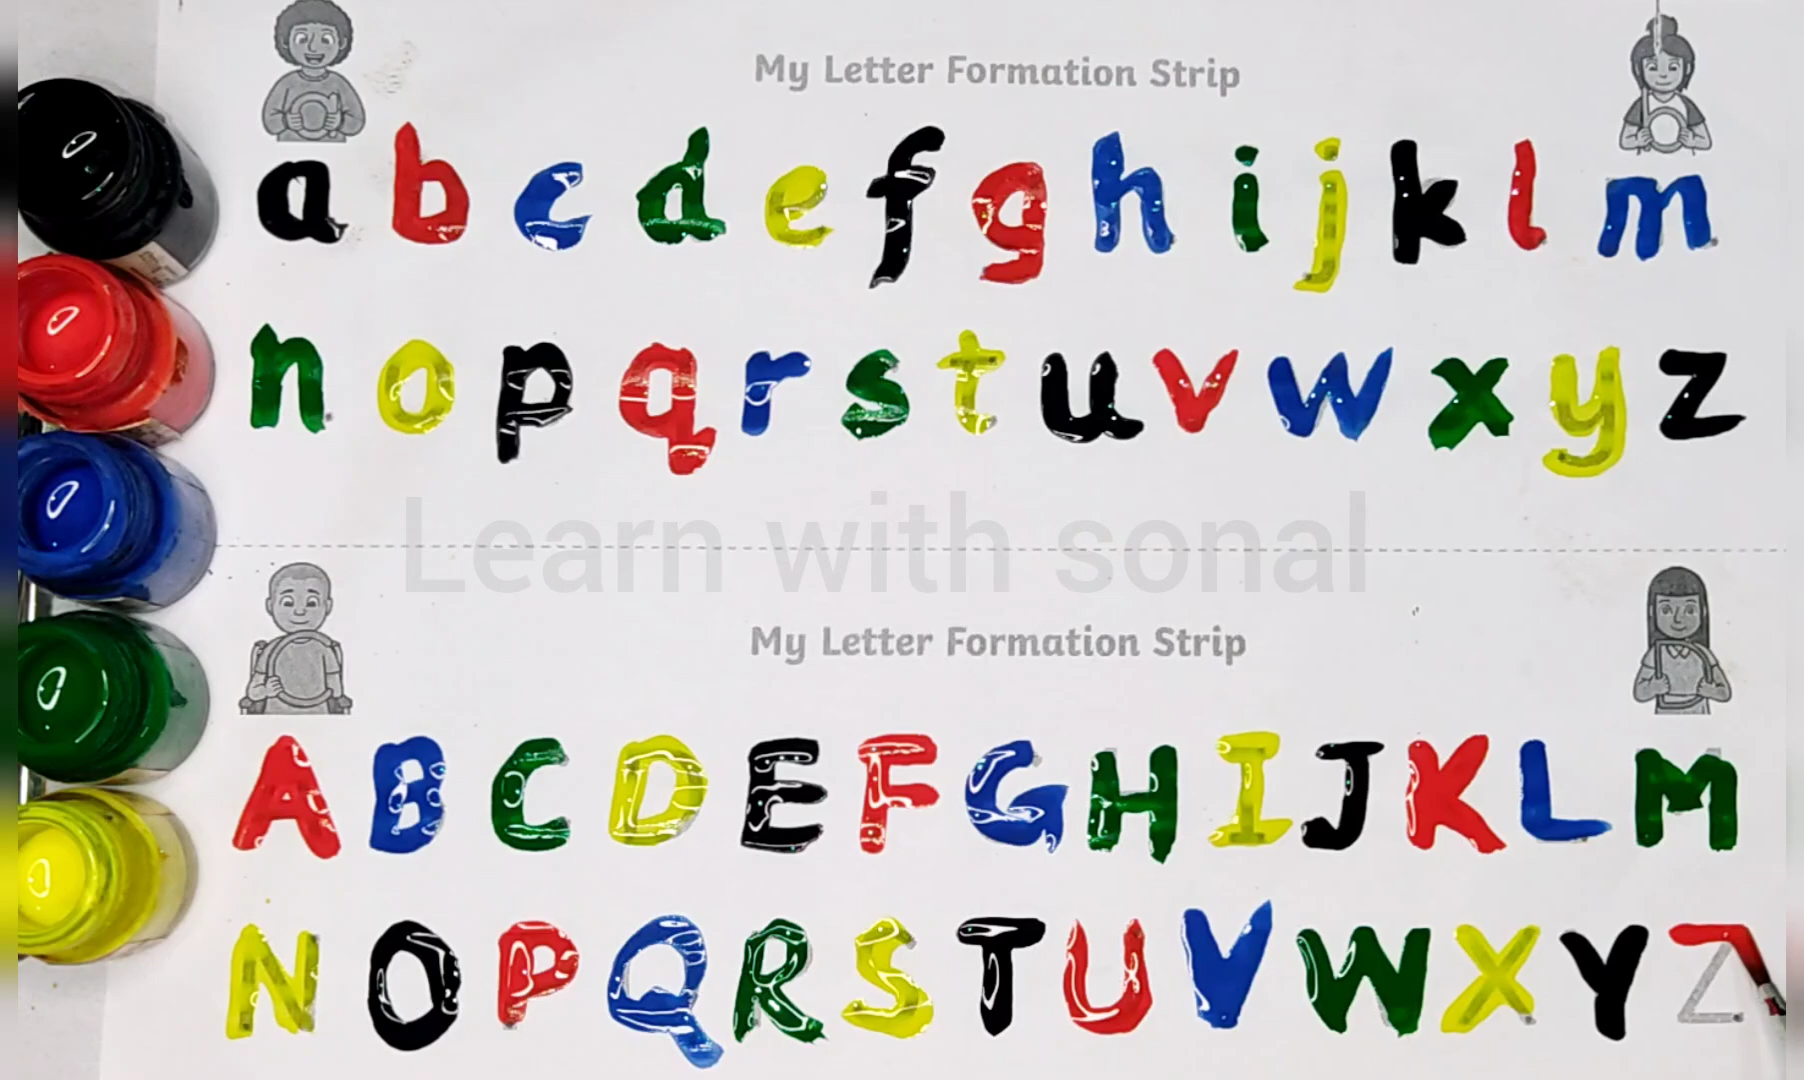 My Letter Formation Strip
a b c d e f g h i j k l m
n o p q r s t u v w x y z
Learn with sonal
My Letter Formation Strip
A B C D E F G H I J K L M
N O P Q R S T U V W X Y Z